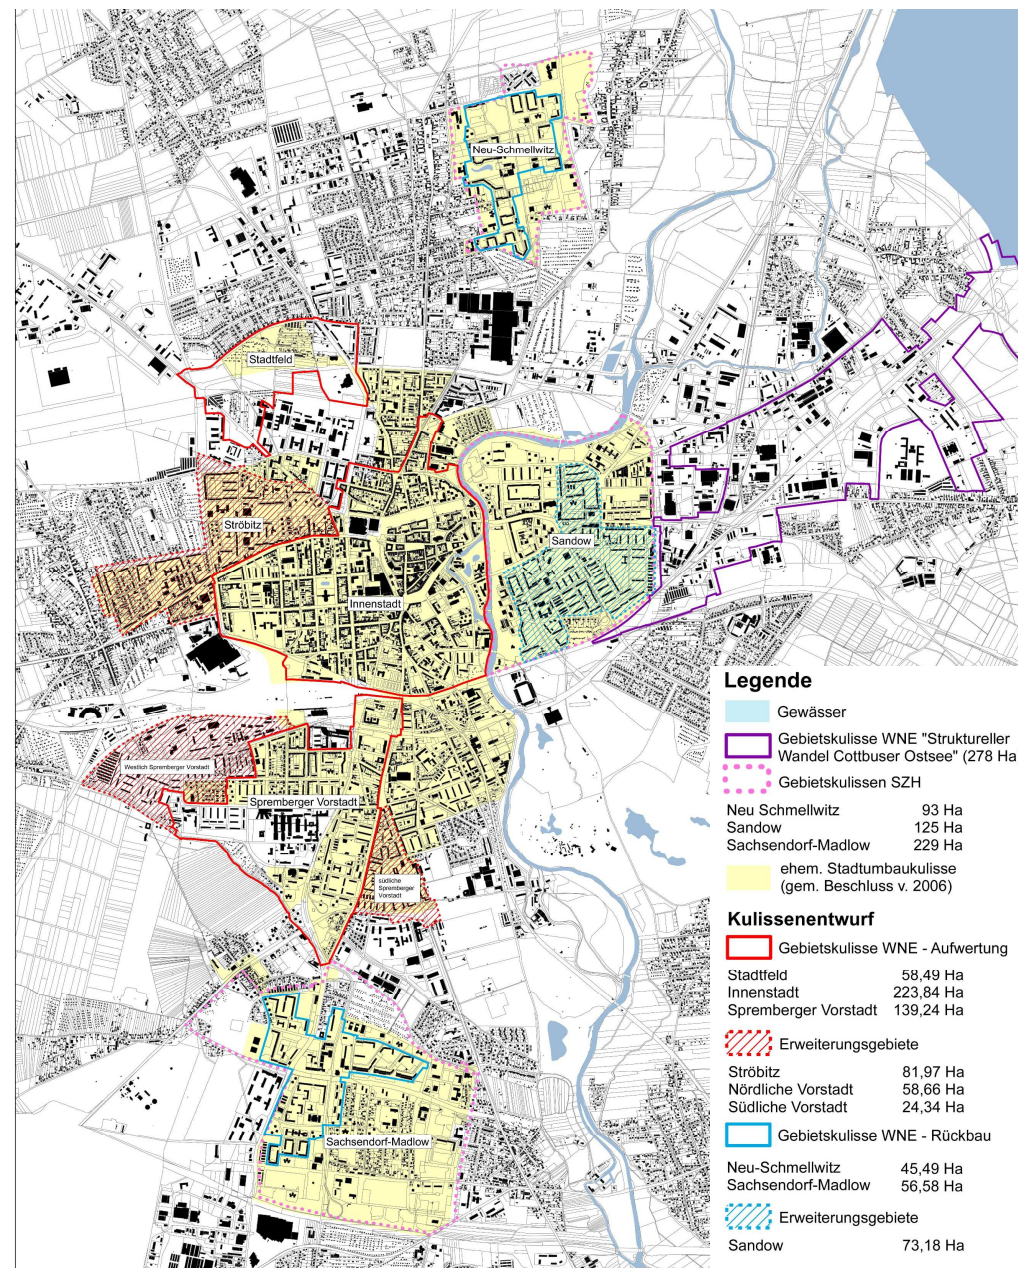 Neu-Schmellwitz
Stadtfeld
Ströbitz
Sandow
Innenstadt
Westlich Spremberger Vorstadt
Spremberger Vorstadt
südliche
Spremberger
Vorstadt
Sachsendorf-Madlow
Legende
Gewässer
Gebietskulisse WNE "Struktureller
Wandel Cottbuser Ostsee" (278 Ha
Gebietskulissen SZH
Neu Schmellwitz 93 Ha
Sandow 125 Ha
Sachsendorf-Madlow 229 Ha
ehem. Stadtumbaukulisse
(gem. Beschluss v. 2006)
Kulissenentwurf
Gebietskulisse WNE - Aufwertung
Stadtfeld 58,49 Ha
Innenstadt 223,84 Ha
Spremberger Vorstadt 139,24 Ha
Erweiterungsgebiete
Ströbitz 81,97 Ha
Nördliche Vorstadt 58,66 Ha
Südliche Vorstadt 24,34 Ha
Gebietskulisse WNE - Rückbau
Neu-Schmellwitz 45,49 Ha
Sachsendorf-Madlow 56,58 Ha
Erweiterungsgebiete
Sandow 73,18 Ha